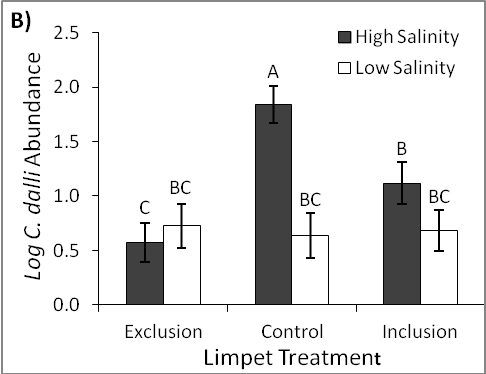 B)
2.5
2.0
1.5
1.0
0.5
0.0
Log C. dalli Abundance
High Salinity
Low Salinity
C
BC
A
BC
B
BC
Exclusion
Control
Inclusion
Limpet Treatment